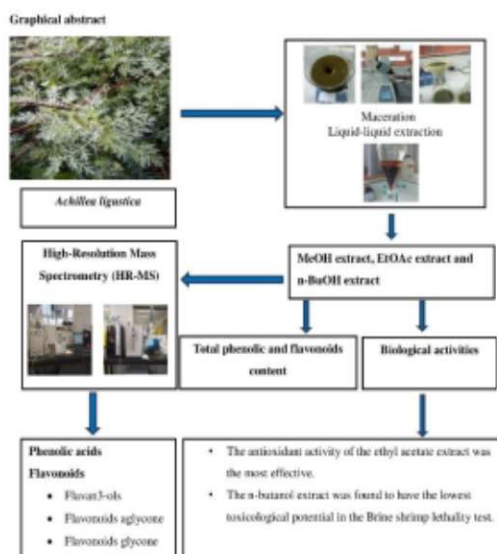 Graphical abstract
Maceration
Liquid-liquid extraction
Achillea ligustica
MeOH extract, EtOAc extract and
n-BuOH extract
High-Resolution Mass
Spectrometry (HR-MS)
Total phenolic and flavonoids
content
Biological activities
Phenolic acids
Flavonoids
• Flavan3-ols
• Flavonoids aglycone
• Flavonoids glycone
• The antioxidant activity of the ethyl acetate extract was
the most effective.
• The n-butanol extract was found to have the lowest
toxicological potential in the Brine shrimp lethality test.